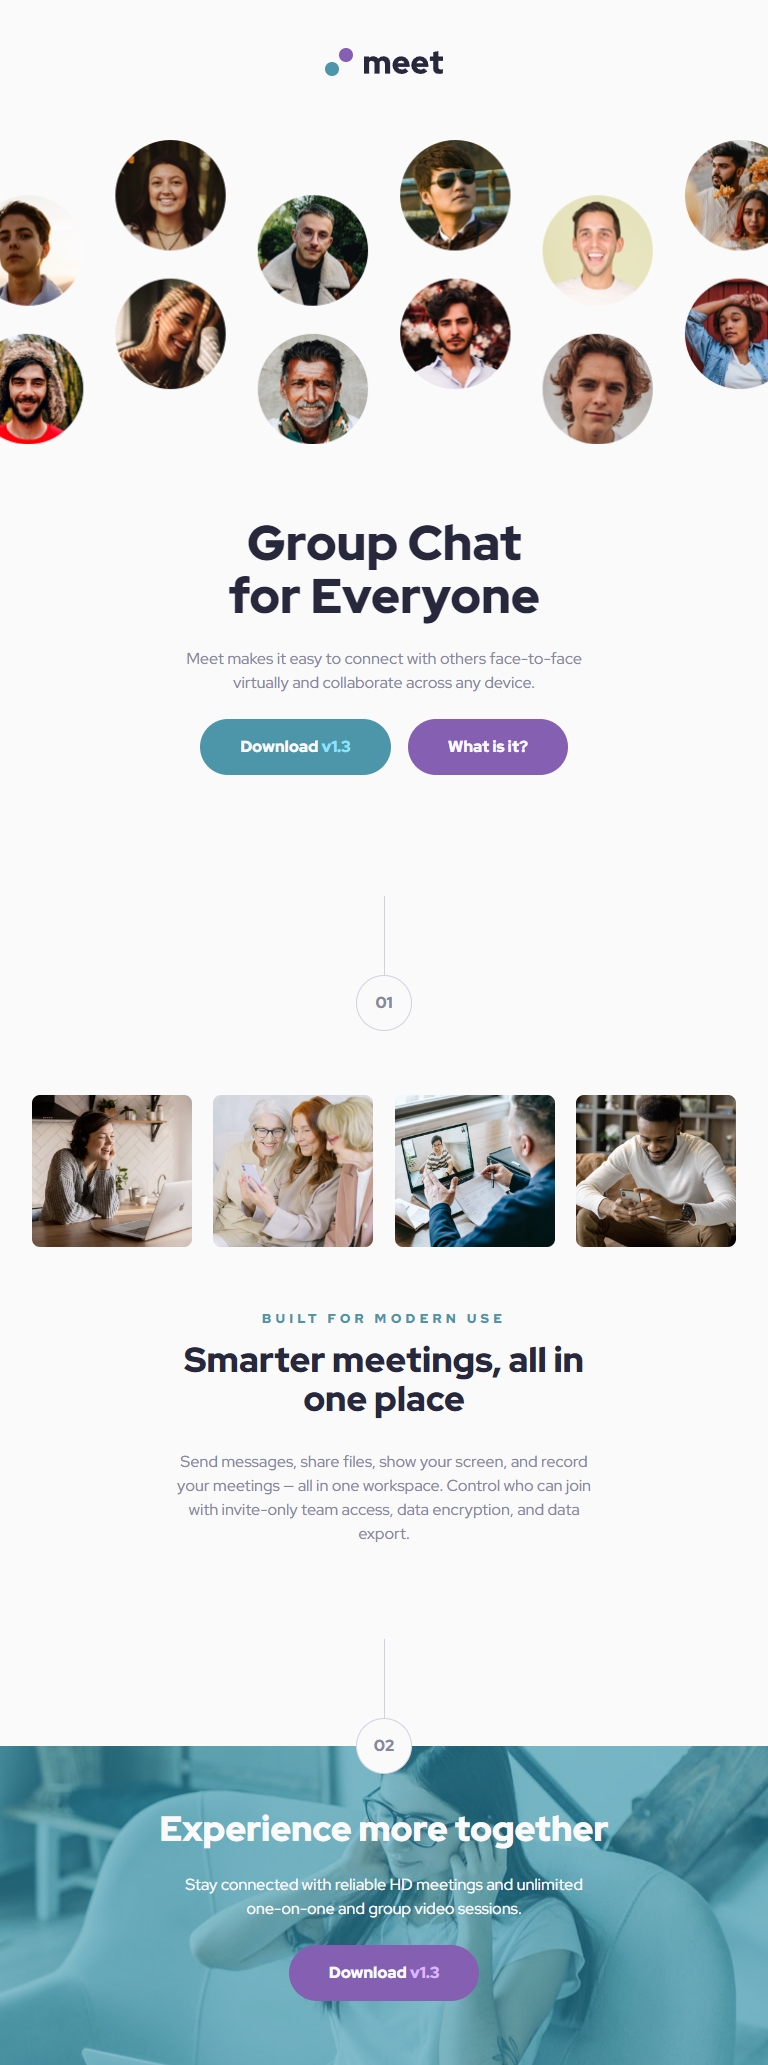 meet
Group Chat
for Everyone
Meet makes it easy to connect with others face-to-face
virtually and collaborate across any device.
Download v1.3
What is it?
01
BUILT FOR MODERN USE
Smarter meetings, all in
one place
Send messages, share files, show your screen, and record
your meetings — all in one workspace. Control who can join
with invite-only team access, data encryption, and data
export.
02
Experience more together
Stay connected with reliable HD meetings and unlimited
one-on-one and group video sessions.
Download v1.3